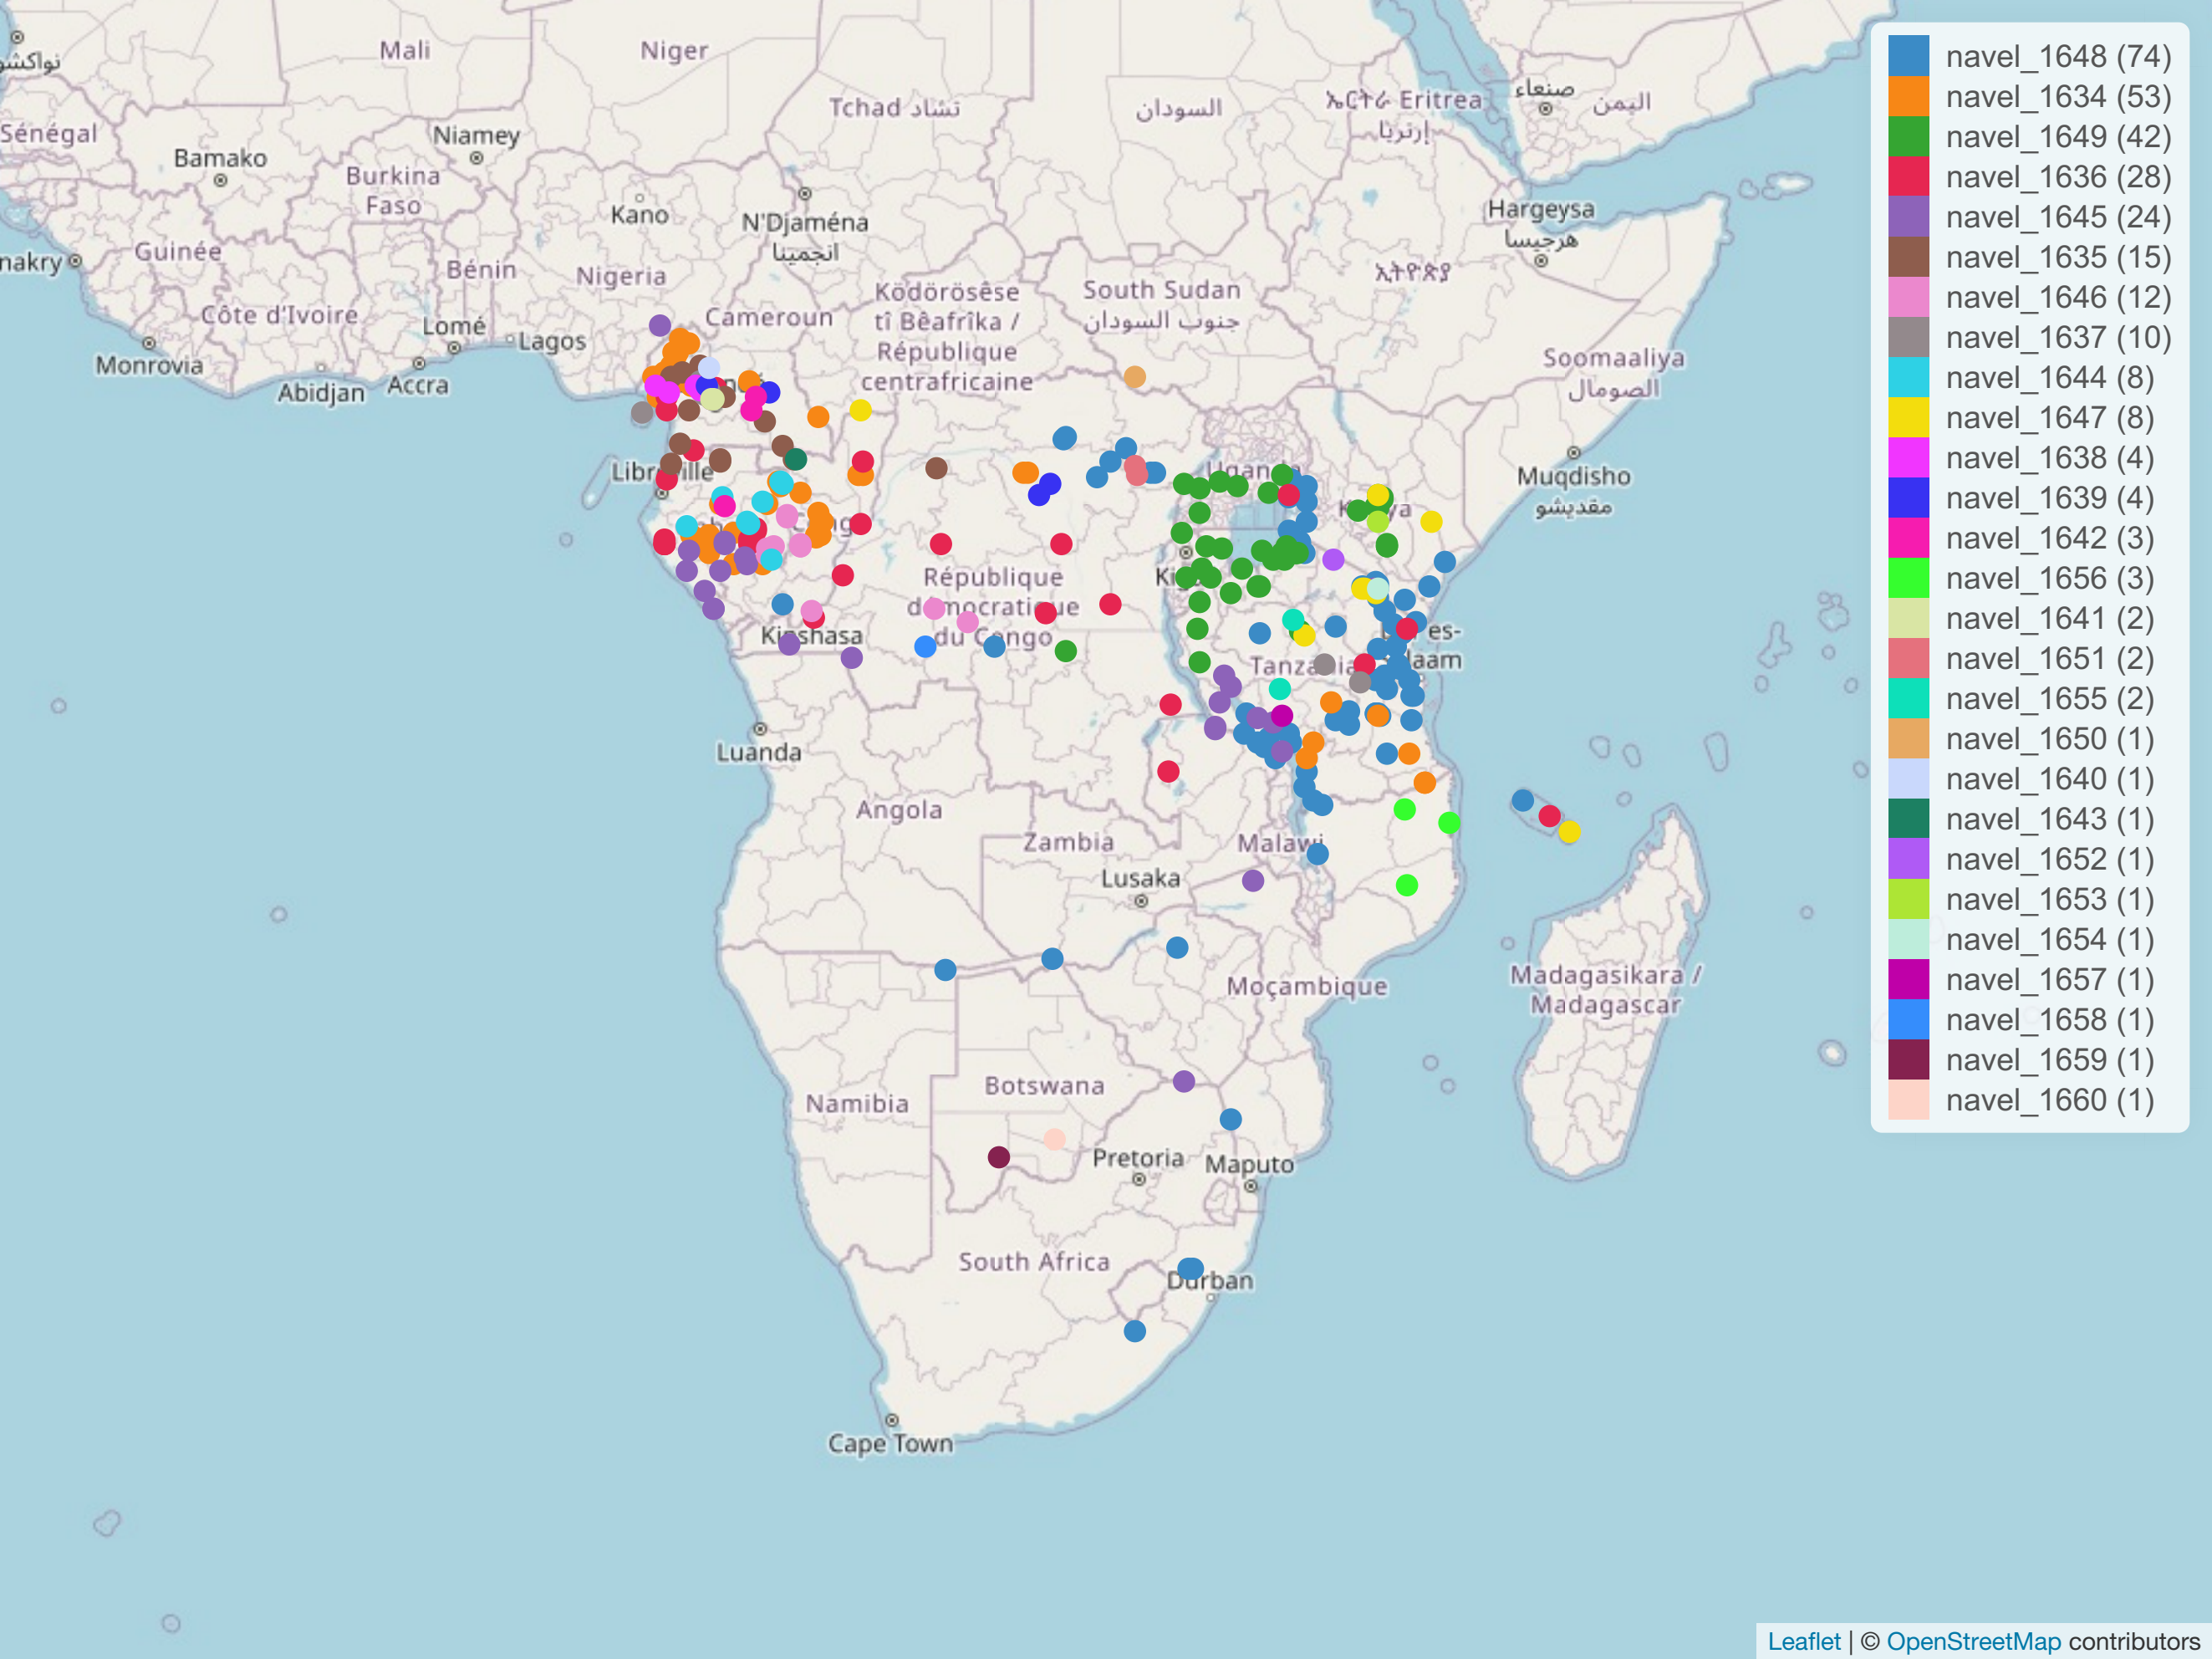 Mali
Niger
Tchad تشاد
السودان
ኤርትራ Eritrea
إرتريا
صنعاء
اليمن
Sénégal
Bamako
Niamey
Burkina
Faso
Kano
N'Djaména
انجمينا
Hargeysa
هرجيسا
Guinée
Bénin
Nigeria
ኢትዮጵያ
Côte d'Ivoire
Lomé
Lagos
Cameroun
Ködörösêse
tî Bêafrîka /
République
centrafricaine
South Sudan
جنوب السودان
Monrovia
Abidjan
Accra
Soomaaliya
الصومال
Uganda
Muqdisho
مقديشو
République
démocratique
du Congo
Kinshasa
Tanzania
Luanda
Angola
Zambia
Malawi
Lusaka
Moçambique
Madagasikara /
Madagascar
Namibia
Botswana
Pretoria
Maputo
South Africa
Durban
Cape Town
navel_1648 (74)
navel_1634 (53)
navel_1649 (42)
navel_1636 (28)
navel_1645 (24)
navel_1635 (15)
navel_1646 (12)
navel_1637 (10)
navel_1644 (8)
navel_1647 (8)
navel_1638 (4)
navel_1639 (4)
navel_1642 (3)
navel_1656 (3)
navel_1641 (2)
navel_1651 (2)
navel_1655 (2)
navel_1650 (1)
navel_1640 (1)
navel_1643 (1)
navel_1652 (1)
navel_1653 (1)
navel_1654 (1)
navel_1657 (1)
navel_1658 (1)
navel_1659 (1)
navel_1660 (1)
Leaflet | © OpenStreetMap contributors